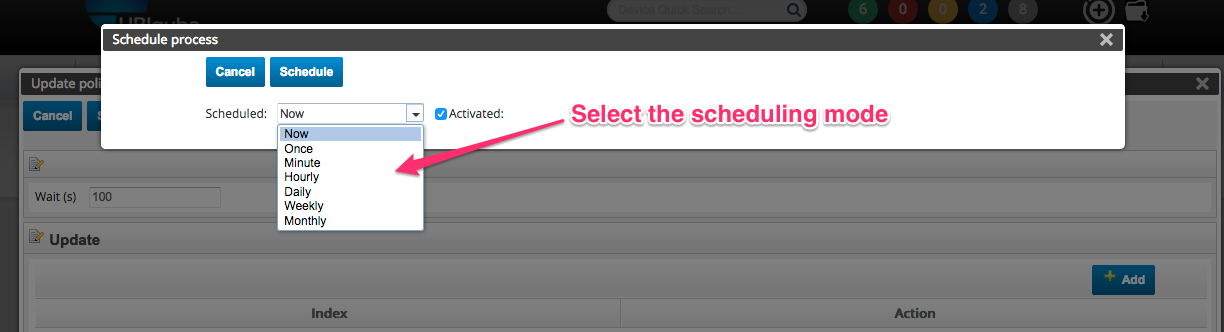 UBIqube
Device Quick Search...
6 0 0 2 8
Schedule process
Cancel Schedule
Update poli
Cancel S
Scheduled: Now Activated:
Select the scheduling mode
Now
Once
Minute
Hourly
Daily
Weekly
Monthly
Wait (s) 100
Update
Add
Index Action